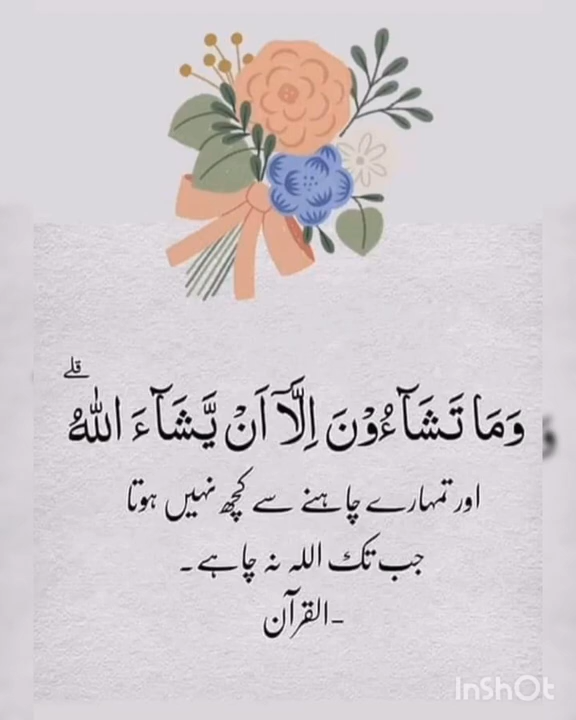 وَمَا تَشَآءُوْنَ اِلَّاۤ اَنْ يَّشَآءَ اللّٰهُ ۗ
اور تمہارے چاہنے سے کچھ نہیں ہوتا
جب تک اللہ نہ چاہے۔
-القرآن
InShOt